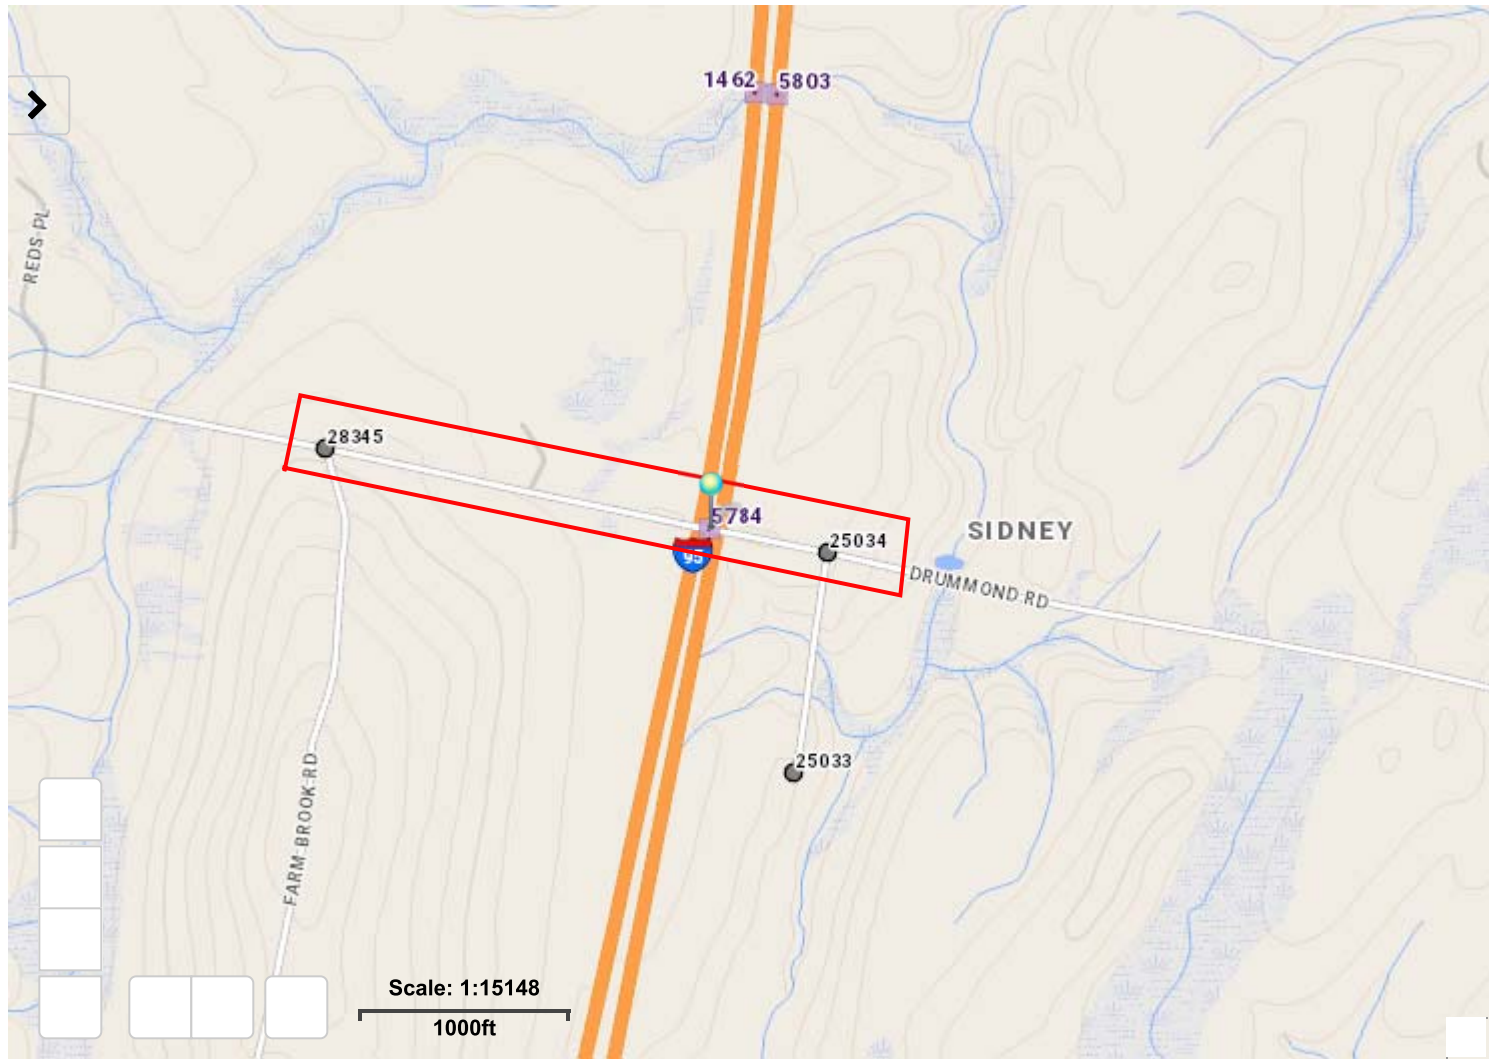 1462 5803
REDS PL
28345
5784
95
25034
SIDNEY
DRUMMOND RD
25033
FARM BROOK RD
Scale: 1:15148
1000ft